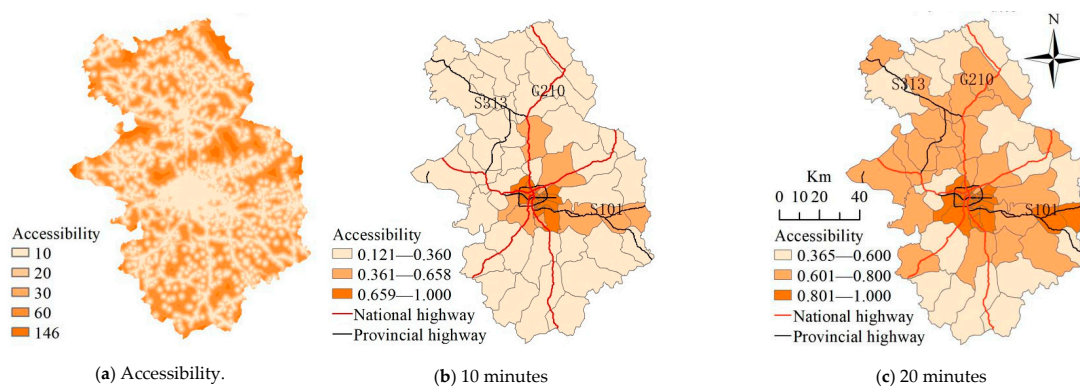 Accessibility
10
20
30
60
146
(a) Accessibility.
S313
G210
S101
Accessibility
0.121—0.360
0.361—0.658
0.659—1.000
National highway
Provincial highway
(b) 10 minutes
N
S313
G210
S101
Km
0 10 20 40
Accessibility
0.365—0.600
0.601—0.800
0.801—1.000
National highway
Provincial highway
(c) 20 minutes